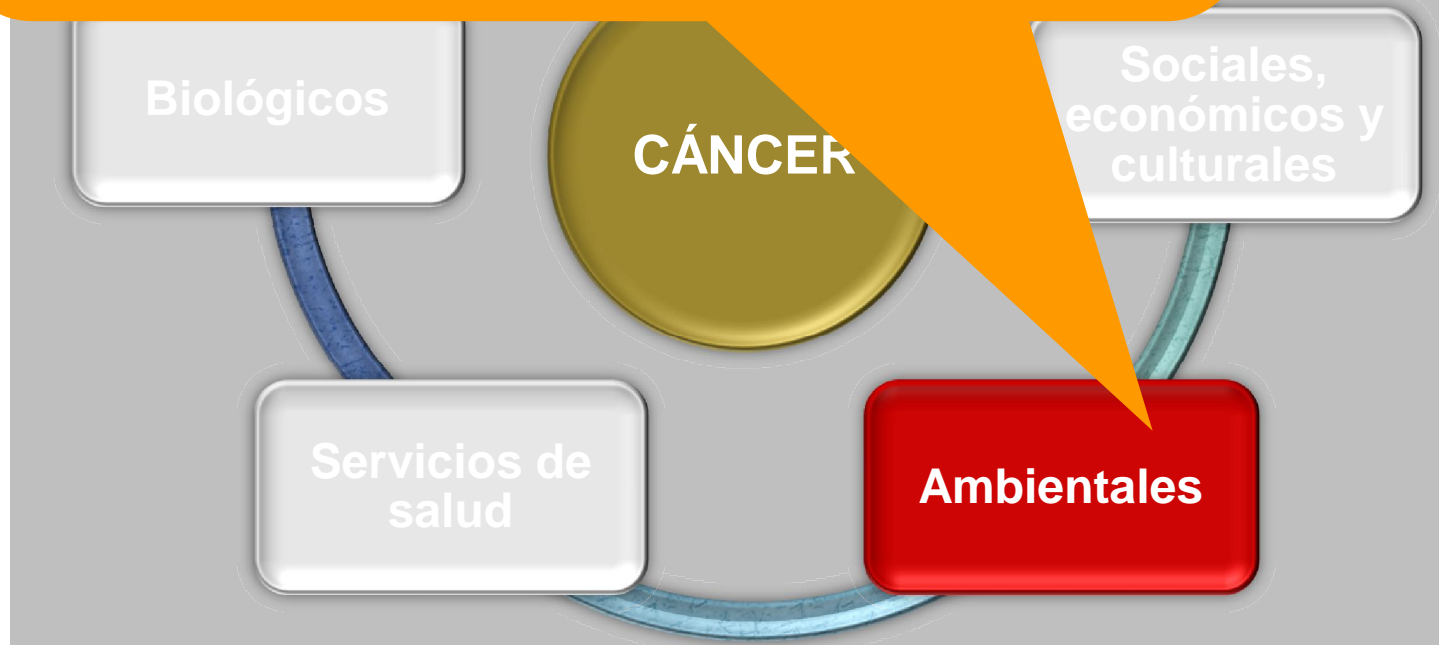 Biológicos
CÁNCER
Sociales,
económicos y
culturales
Servicios de
salud
Ambientales